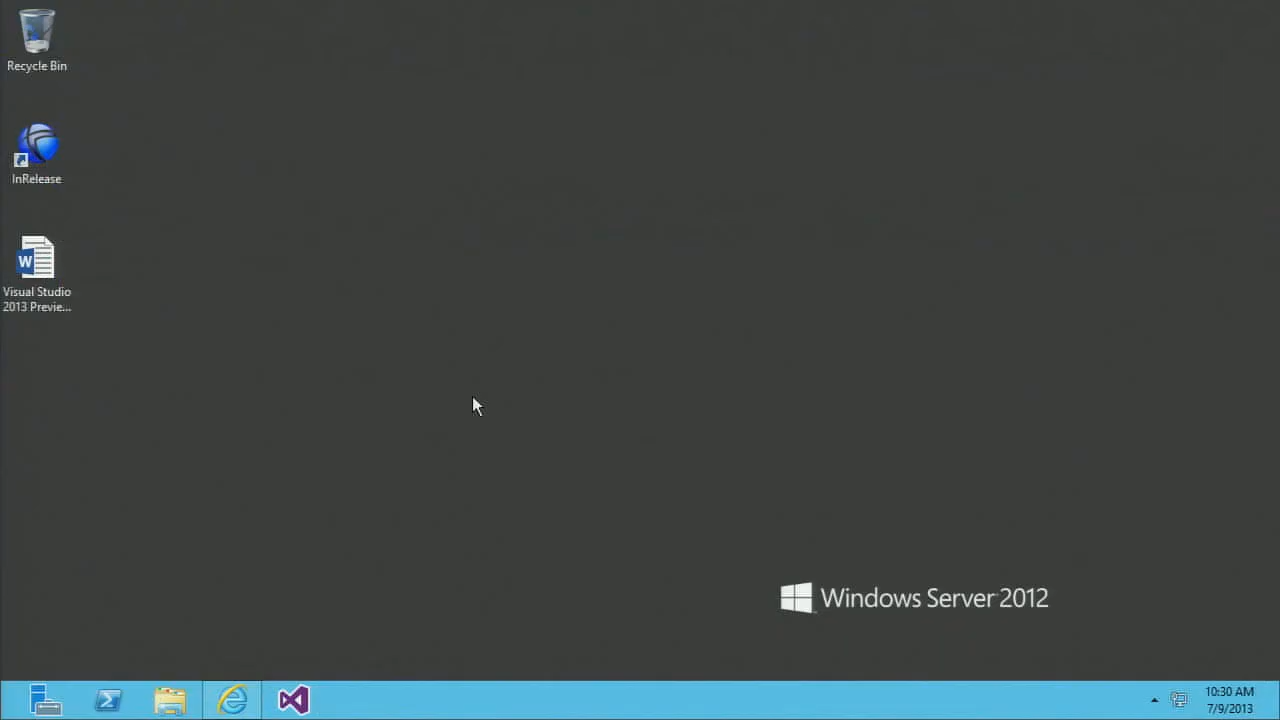 Recycle Bin
InRelease
W
Visual Studio
2013 Previe...
Windows Server 2012
10:30 AM
7/9/2013